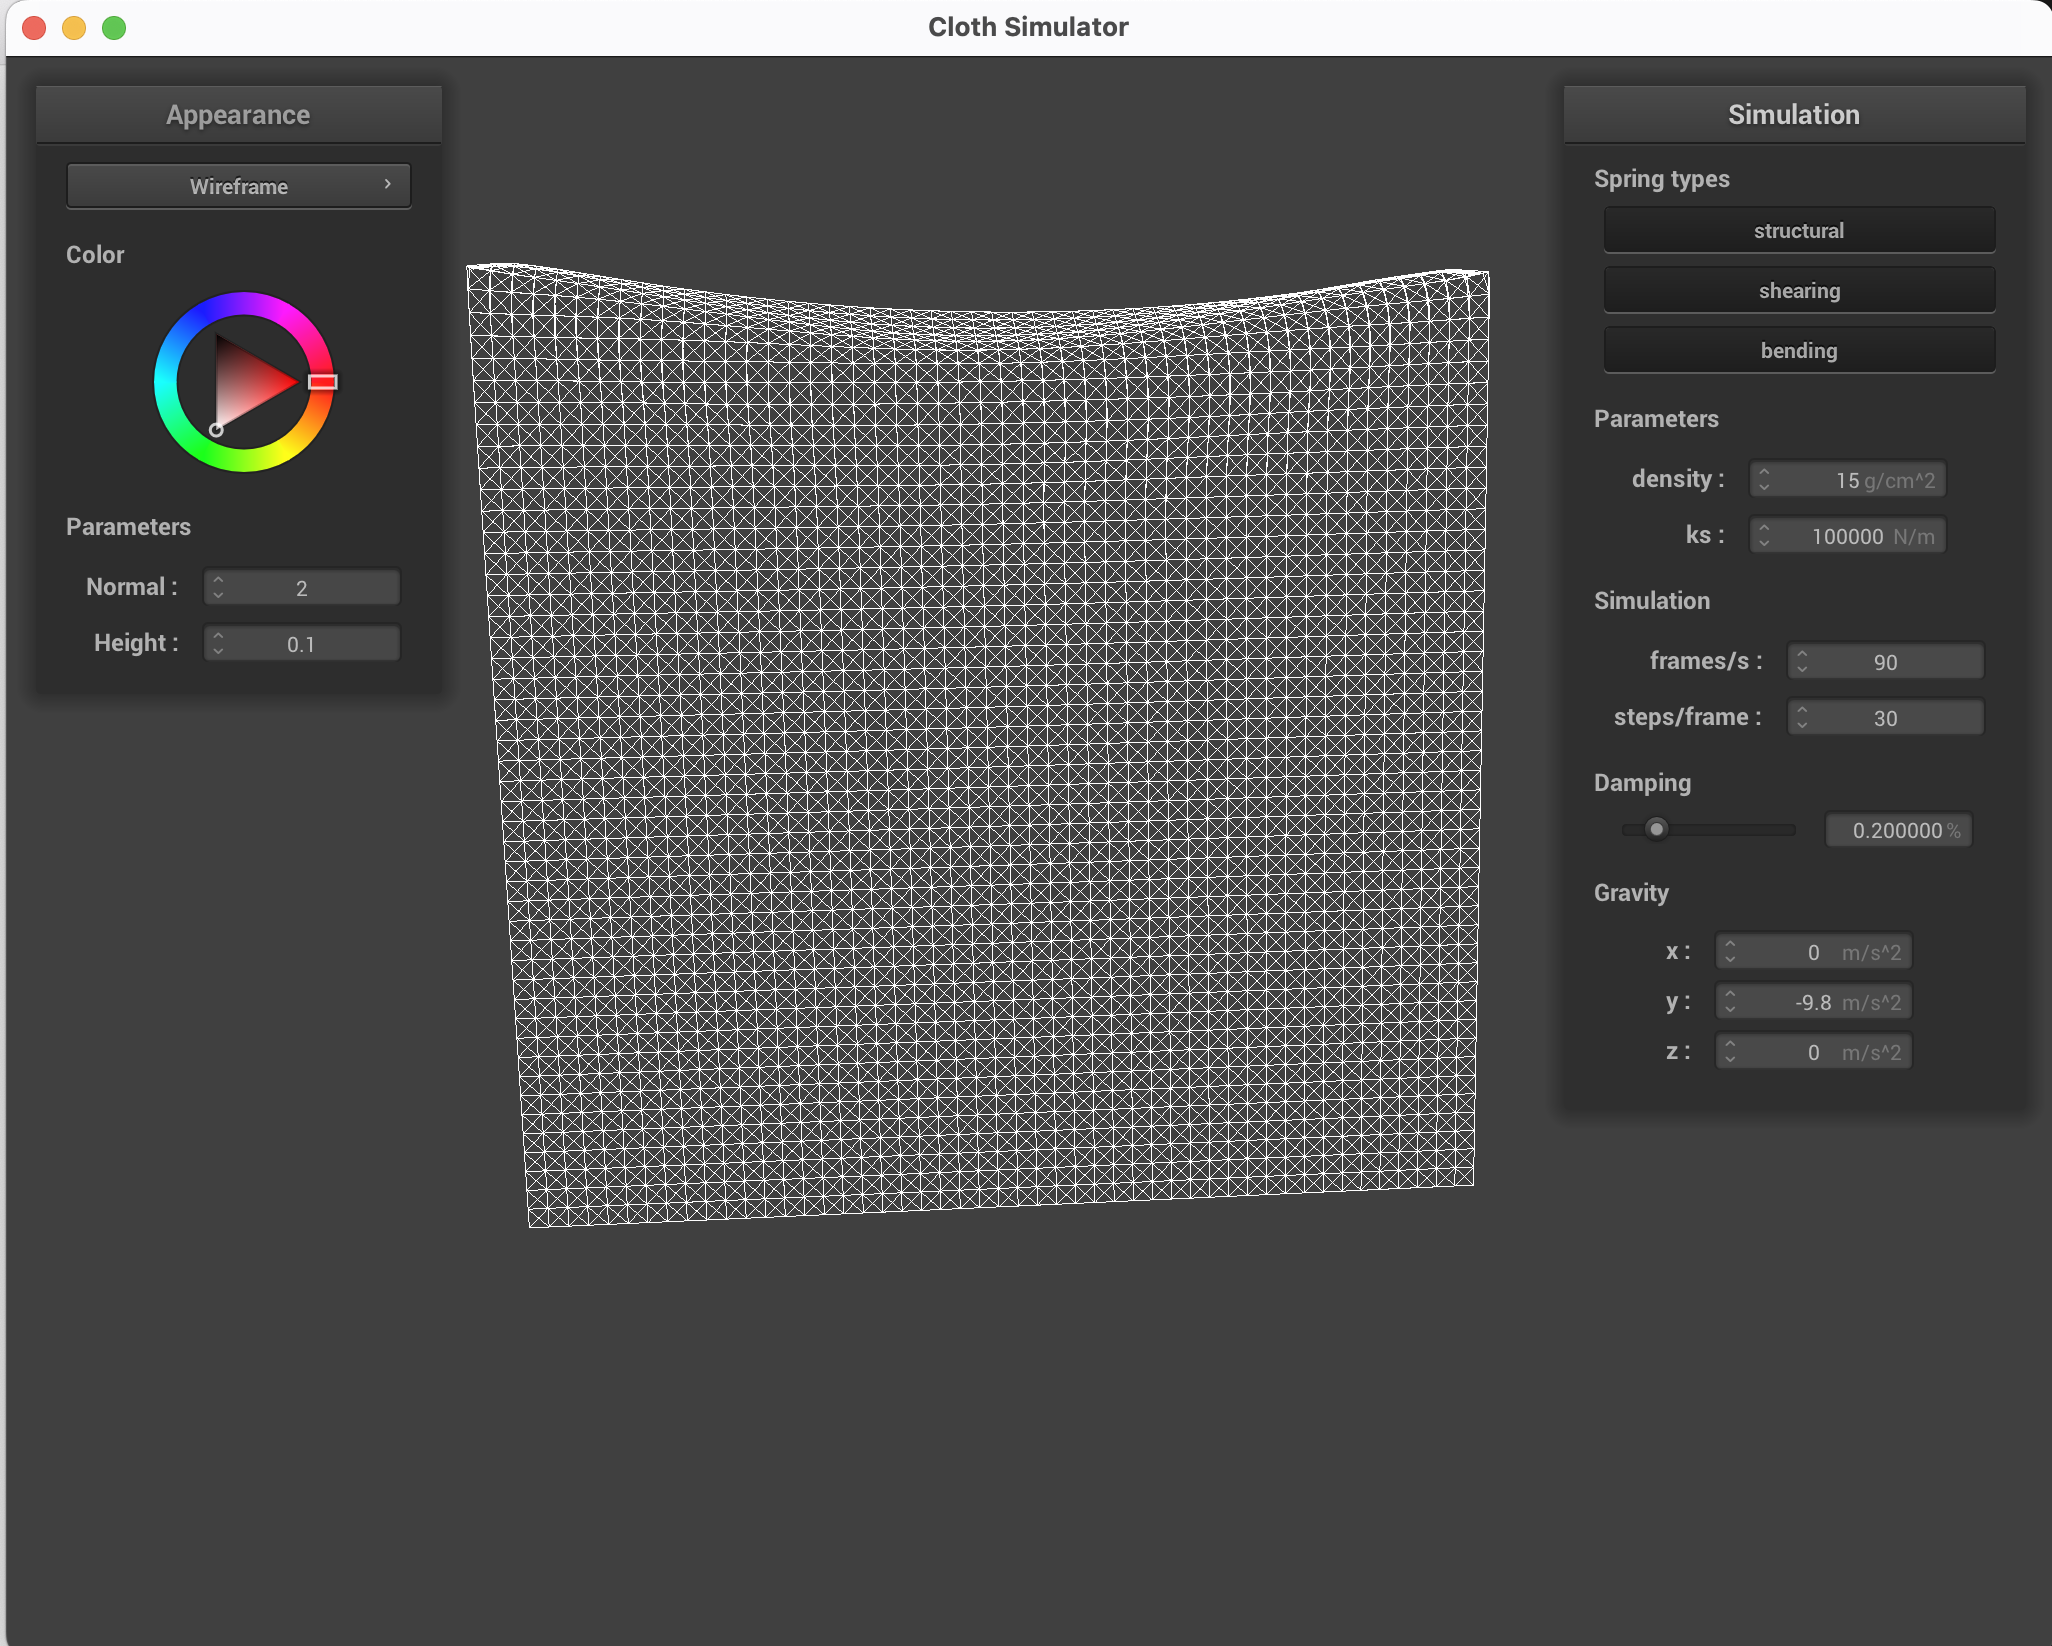 Cloth Simulator
Appearance
Wireframe
Color
Parameters
Normal : 2
Height : 0.1
Simulation
Spring types
structural
shearing
bending
Parameters
density : 15 g/cm^2
ks : 100000 N/m
Simulation
frames/s : 90
steps/frame : 30
Damping
0.200000 %
Gravity
x : 0 m/s^2
y : -9.8 m/s^2
z : 0 m/s^2